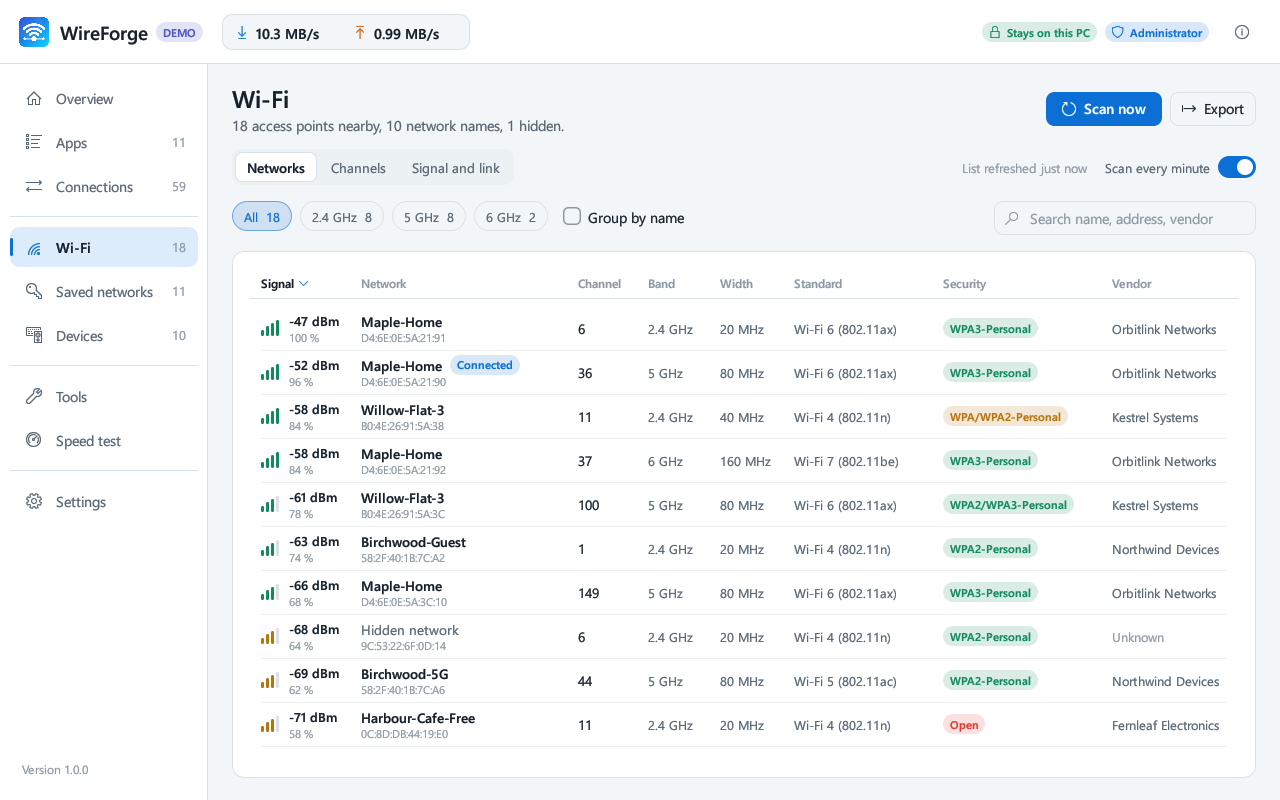 WireForge DEMO 10.3 MB/s 0.99 MB/s Stays on this PC Administrator
Overview
Apps 11
Connections 59
Wi-Fi 18
Saved networks 11
Devices 10
Tools
Speed test
Settings
Version 1.0.0
Wi-Fi
18 access points nearby, 10 network names, 1 hidden.
Scan now Export
Networks Channels Signal and link
List refreshed just now Scan every minute
All 18 2.4 GHz 8 5 GHz 8 6 GHz 2 Group by name
Search name, address, vendor
Signal Network Channel Band Width Standard Security Vendor
-47 dBm Maple-Home 6 2.4 GHz 20 MHz Wi-Fi 6 (802.11ax) WPA3-Personal Orbitlink Networks
100 % D4:6E:0E:5A:21:91
-52 dBm Maple-Home Connected 36 5 GHz 80 MHz Wi-Fi 6 (802.11ax) WPA3-Personal Orbitlink Networks
96 % D4:6E:0E:5A:21:90
-58 dBm Willow-Flat-3 11 2.4 GHz 40 MHz Wi-Fi 4 (802.11n) WPA/WPA2-Personal Kestrel Systems
84 % B0:4E:26:91:5A:38
-58 dBm Maple-Home 37 6 GHz 160 MHz Wi-Fi 7 (802.11be) WPA3-Personal Orbitlink Networks
84 % D4:6E:0E:5A:21:92
-61 dBm Willow-Flat-3 100 5 GHz 80 MHz Wi-Fi 6 (802.11ax) WPA2/WPA3-Personal Kestrel Systems
78 % B0:4E:26:91:5A:3C
-63 dBm Birchwood-Guest 1 2.4 GHz 20 MHz Wi-Fi 4 (802.11n) WPA2-Personal Northwind Devices
74 % 58:2F:40:1B:7C:A2
-66 dBm Maple-Home 149 5 GHz 80 MHz Wi-Fi 6 (802.11ax) WPA3-Personal Orbitlink Networks
68 % D4:6E:0E:5A:3C:10
-68 dBm Hidden network 6 2.4 GHz 20 MHz Wi-Fi 4 (802.11n) WPA2-Personal Unknown
64 % 9C:53:22:6F:0D:14
-69 dBm Birchwood-5G 44 5 GHz 80 MHz Wi-Fi 5 (802.11ac) WPA2-Personal Northwind Devices
62 % 58:2F:40:1B:7C:A6
-71 dBm Harbour-Cafe-Free 11 2.4 GHz 20 MHz Wi-Fi 4 (802.11n) Open Fernleaf Electronics
58 % 0C:8D:DB:44:19:E0